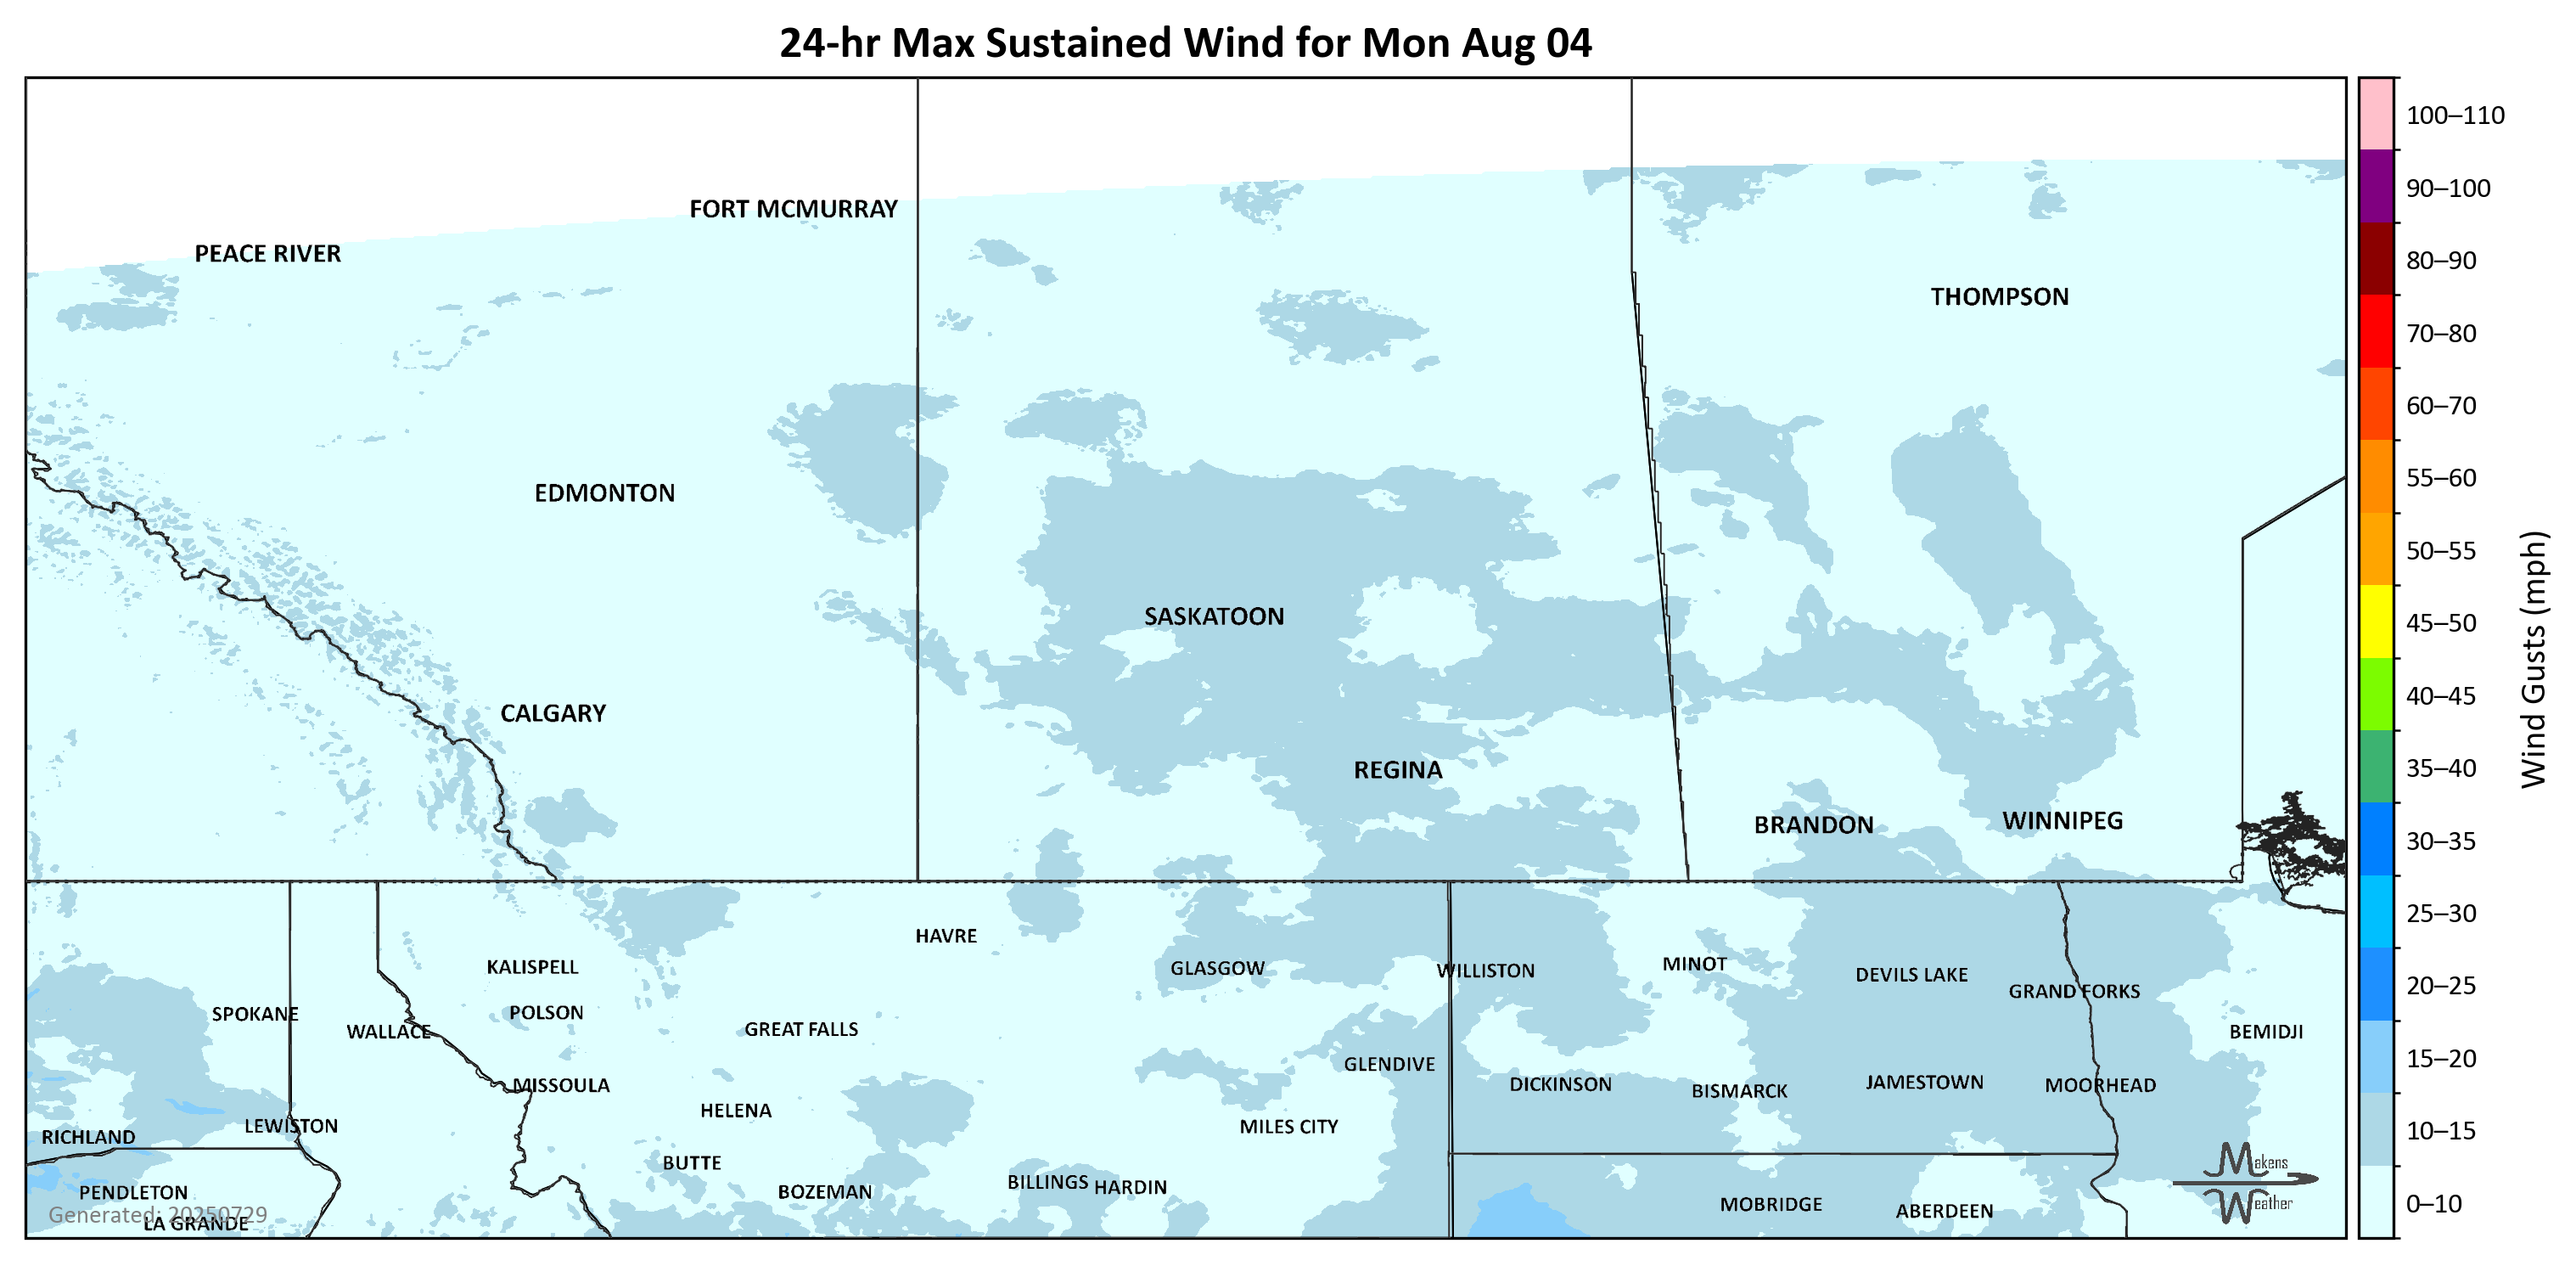 24-hr Max Sustained Wind for Mon Aug 04
FORT MCMURRAY
PEACE RIVER
THOMPSON
EDMONTON
SASKATOON
CALGARY
REGINA
BRANDON
WINNIPEG
HAVRE
KALISPELL
GLASGOW
WILLISTON
MINOT
DEVILS LAKE
GRAND FORKS
SPOKANE
POLSON
WALLACE
GREAT FALLS
BEMIDJI
GLENDIVE
MISSOULA
DICKINSON
BISMARCK
JAMESTOWN
MOORHEAD
HELENA
LEWISTON
MILES CITY
RICHLAND
BUTTE
BILLINGS
HARDIN
PENDLETON
BOZEMAN
MOBRIDGE
ABERDEEN
Generated: 20250729
LA GRANDE
Makens
Weather
100–110
90–100
80–90
70–80
60–70
55–60
50–55
45–50
40–45
35–40
30–35
25–30
20–25
15–20
10–15
0–10
Wind Gusts (mph)